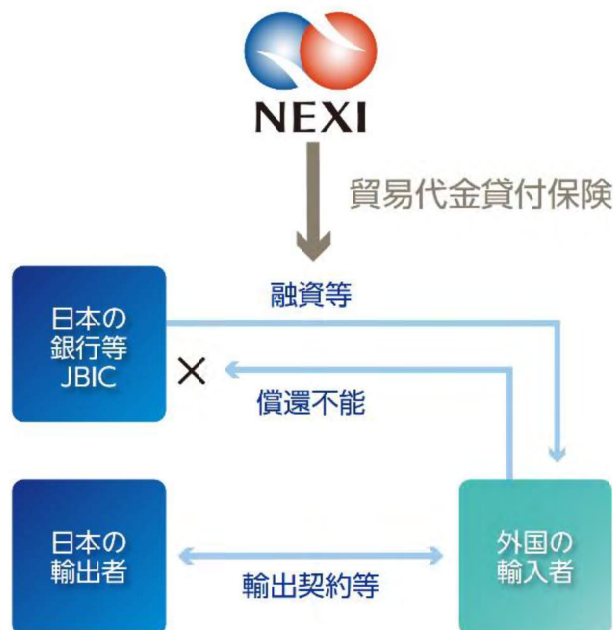 NEXI
貿易代金貸付保険
融資等
日本の
銀行等
JBIC
×
償還不能
日本の
輸出者
外国の
輸入者
輸出契約等